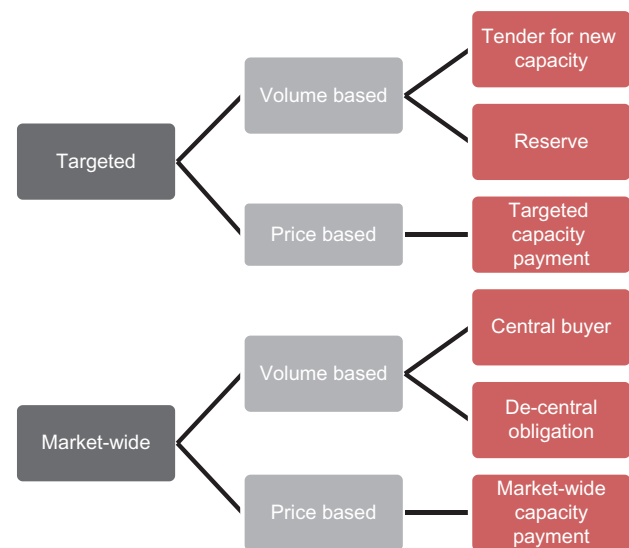 Tender for new
capacity
Volume based
Reserve
Targeted
Targeted
capacity
payment
Price based
Central buyer
Volume based
De-central
obligation
Market-wide
Market-wide
capacity
payment
Price based